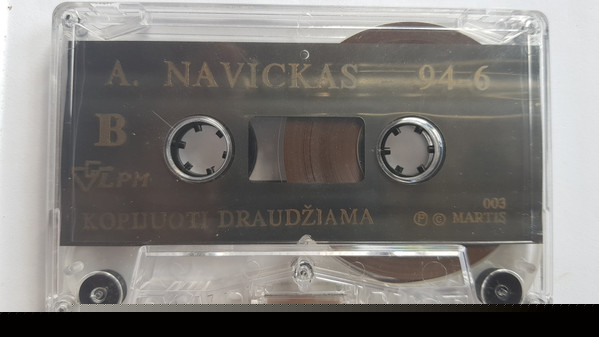 A. NAVICKAS 94-6
B
LPM
003
KOPIJUOTI DRAUDŽIAMA ℗ © MARTIS